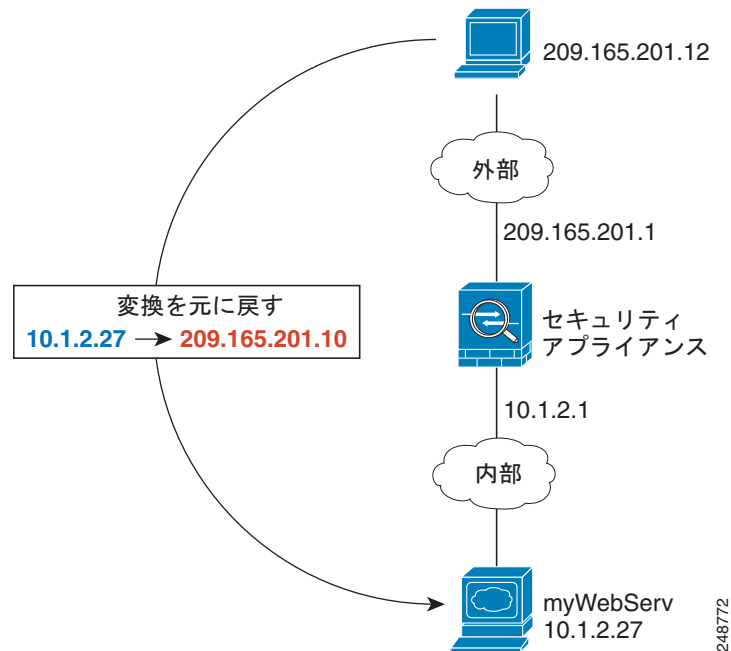 209.165.201.12
外部
209.165.201.1
変換を元に戻す
10.1.2.27 → 209.165.201.10
セキュリティ
アプライアンス
10.1.2.1
内部
myWebServ
10.1.2.27
248772